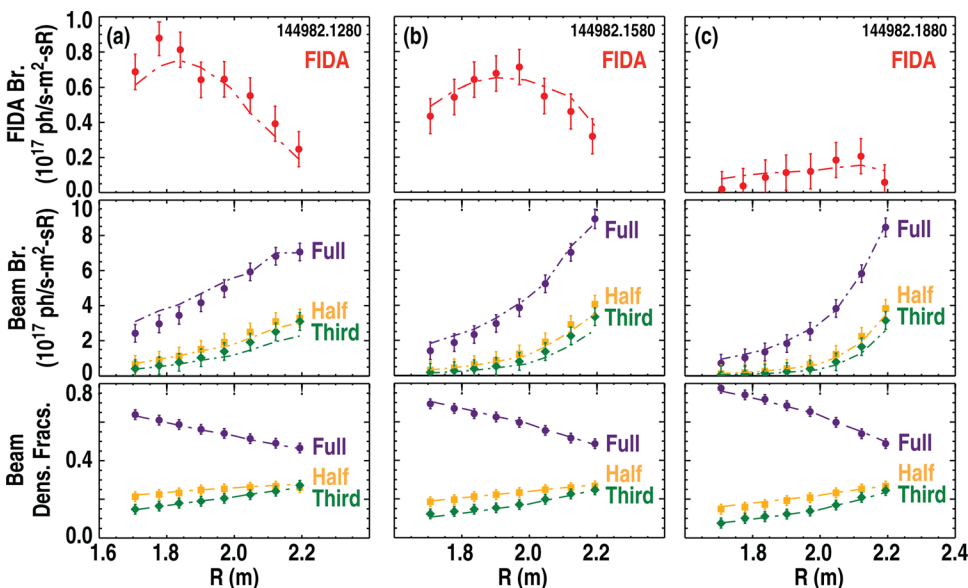 (a)
144982.1280
FIDA
(b)
144982.1580
FIDA
(c)
144982.1880
FIDA
FIDA Br.
(10^17 ph/s-m^2-sR)
1.0
0.8
0.6
0.4
0.2
0.0
Beam Br.
(10^17 ph/s-m^2-sR)
10
8
6
4
2
0
Full
Half
Third
Full
Half
Third
Full
Half
Third
Beam
Dens. Fracs.
0.8
0.4
0.0
Full
Half
Third
Full
Half
Third
Full
Half
Third
1.6
1.8
2.0
2.2
1.8
2.0
2.2
1.8
2.0
2.2
2.4
R (m)
R (m)
R (m)